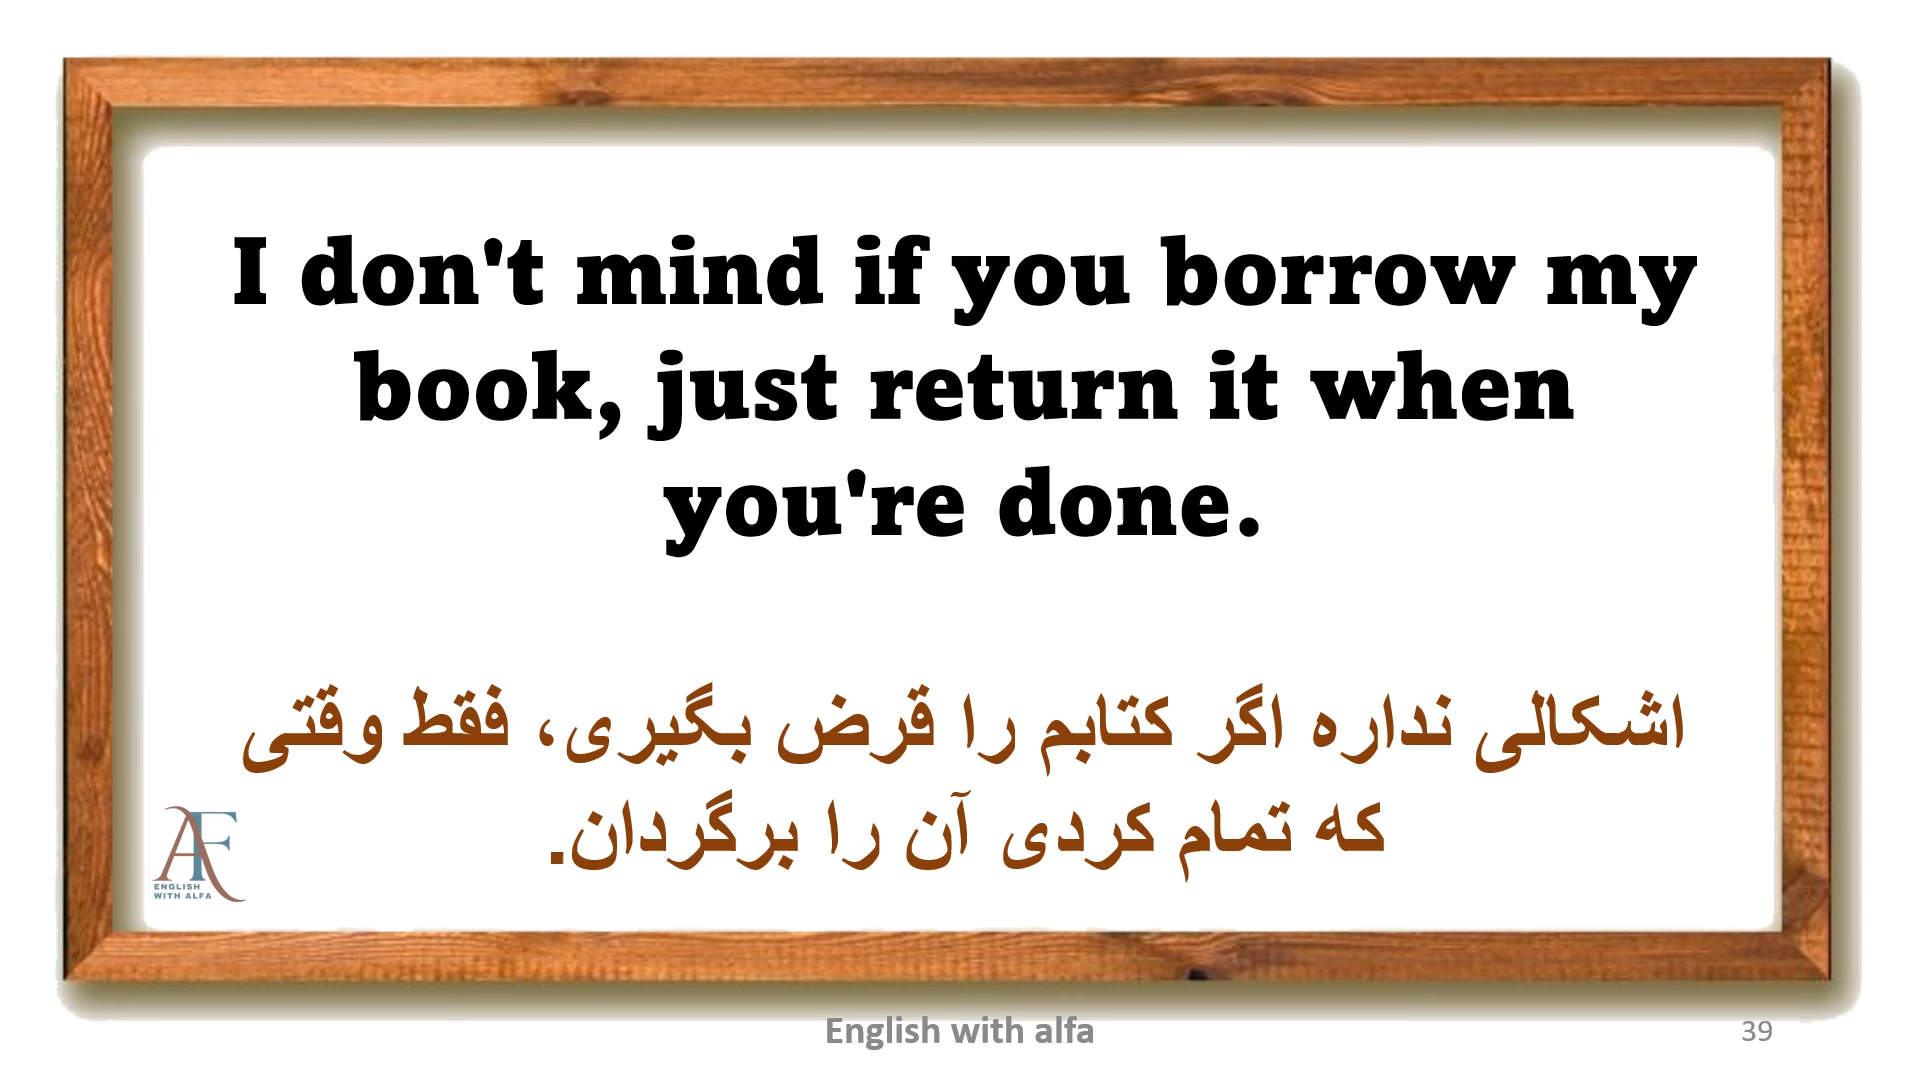 I don't mind if you borrow my
book, just return it when
you're done.
اشکالی نداره اگر کتابم را قرض بگیری، فقط وقتی
که تمام کردی آن را برگردان.
AF
ENGLISH
WITH ALFA
English with alfa
39